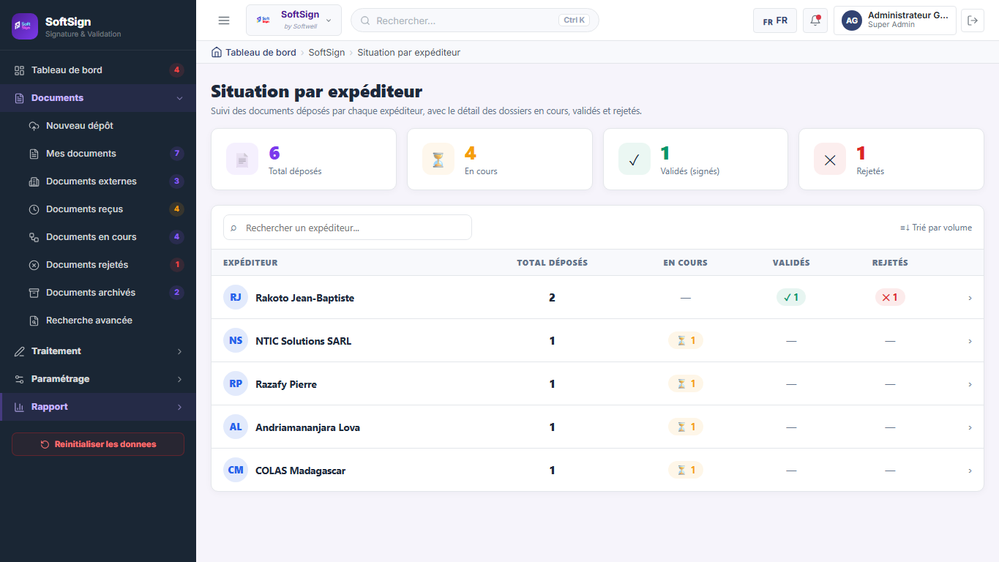 SoftSign
Signature & Validation
Tableau de bord 4
Documents
Nouveau dépôt
Mes documents 7
Documents externes 3
Documents reçus 4
Documents en cours 4
Documents rejetés 1
Documents archivés 2
Recherche avancée
Traitement
Paramétrage
Rapport
Reinitialiser les donnees
SoftSign
by Softwell
Rechercher... Ctrl K
FR FR
AG
Administrateur G...
Super Admin
Tableau de bord › SoftSign › Situation par expéditeur
Situation par expéditeur
Suivi des documents déposés par chaque expéditeur, avec le détail des dossiers en cours, validés et rejetés.
6
Total déposés
4
En cours
1
Validés (signés)
1
Rejetés
Rechercher un expéditeur...
Trié par volume
EXPÉDITEUR TOTAL DÉPOSÉS EN COURS VALIDÉS REJETÉS
RJ Rakoto Jean-Baptiste 2 — ✓ 1 ✕ 1 ›
NS NTIC Solutions SARL 1 ⏳ 1 — — ›
RP Razafy Pierre 1 ⏳ 1 — — ›
AL Andriamananjara Lova 1 ⏳ 1 — — ›
CM COLAS Madagascar 1 ⏳ 1 — — ›